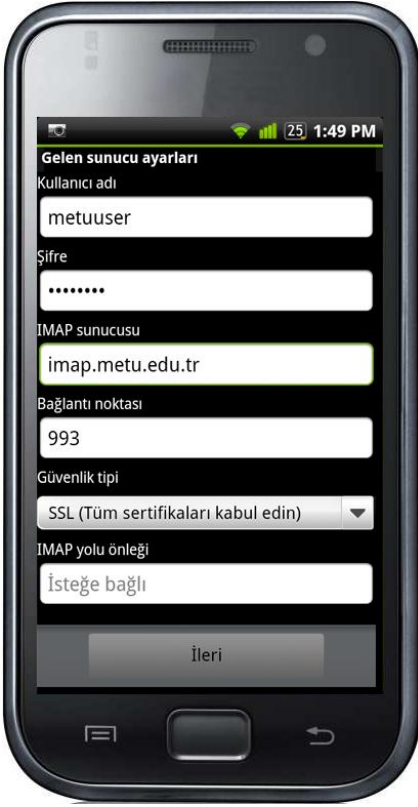 25 1:49 PM
Gelen sunucu ayarları
Kullanıcı adı
metuuser
Şifre
••••••••
IMAP sunucusu
imap.metu.edu.tr
Bağlantı noktası
993
Güvenlik tipi
SSL (Tüm sertifikaları kabul edin)
IMAP yolu önleği
İsteğe bağlı
İleri